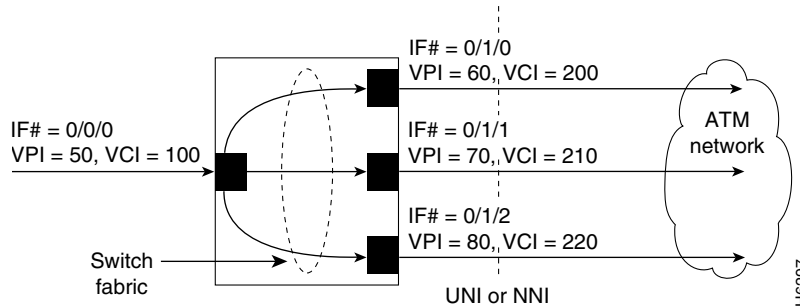 IF# = 0/1/0
VPI = 60, VCI = 200
IF# = 0/0/0
VPI = 50, VCI = 100
IF# = 0/1/1
VPI = 70, VCI = 210
ATM
network
IF# = 0/1/2
VPI = 80, VCI = 220
Switch
fabric
UNI or NNI